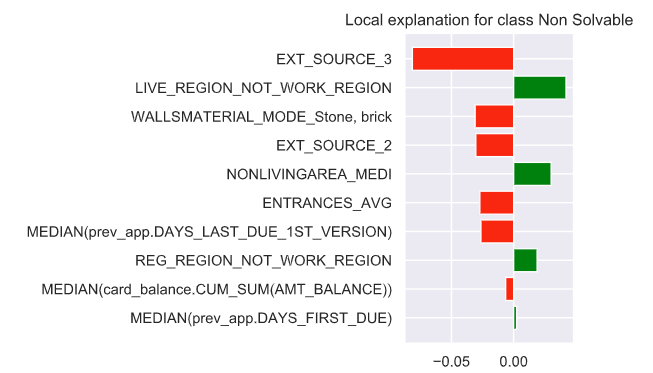 Local explanation for class Non Solvable
EXT_SOURCE_3
LIVE_REGION_NOT_WORK_REGION
WALLSMATERIAL_MODE_Stone, brick
EXT_SOURCE_2
NONLIVINGAREA_MEDI
ENTRANCES_AVG
MEDIAN(prev_app.DAYS_LAST_DUE_1ST_VERSION)
REG_REGION_NOT_WORK_REGION
MEDIAN(card_balance.CUM_SUM(AMT_BALANCE))
MEDIAN(prev_app.DAYS_FIRST_DUE)
−0.05 0.00